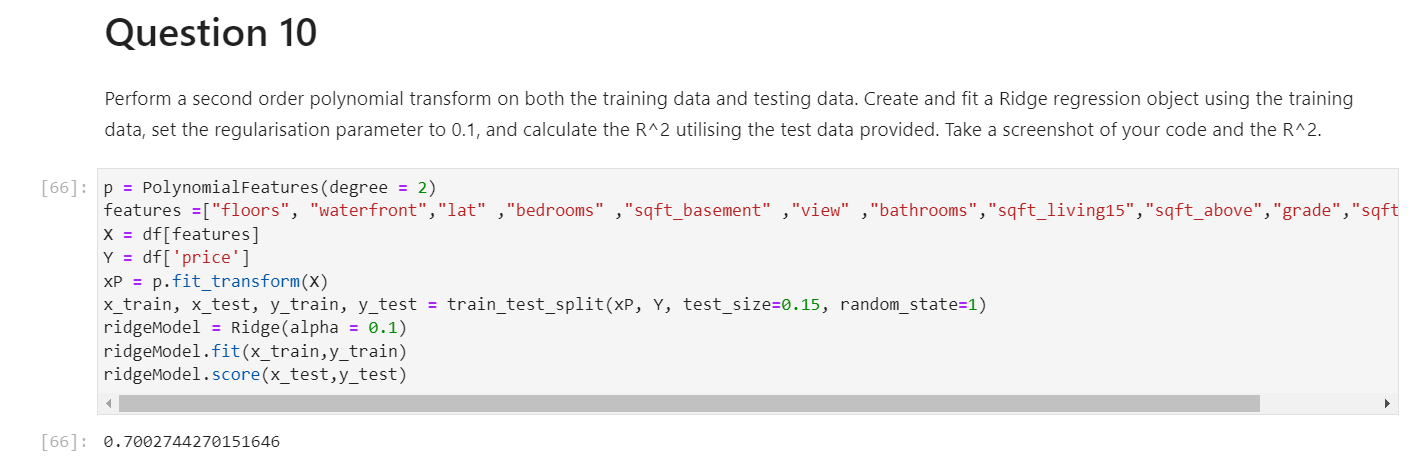 Question 10
Perform a second order polynomial transform on both the training data and testing data. Create and fit a Ridge regression object using the training
data, set the regularisation parameter to 0.1, and calculate the R^2 utilising the test data provided. Take a screenshot of your code and the R^2.
[66]: p = PolynomialFeatures(degree = 2)
features =["floors", "waterfront","lat" ,"bedrooms" ,"sqft_basement" ,"view" ,"bathrooms","sqft_living15","sqft_above","grade","sqft
X = df[features]
Y = df['price']
xP = p.fit_transform(X)
x_train, x_test, y_train, y_test = train_test_split(xP, Y, test_size=0.15, random_state=1)
ridgeModel = Ridge(alpha = 0.1)
ridgeModel.fit(x_train,y_train)
ridgeModel.score(x_test,y_test)
[66]: 0.7002744270151646